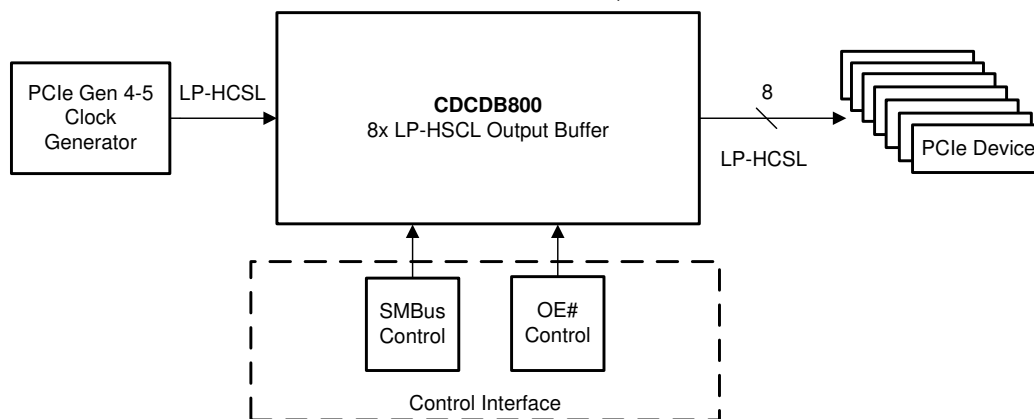 PCIe Gen 4-5
Clock
Generator
LP-HCSL
CDCDB800
8x LP-HSCL Output Buffer
8
LP-HCSL
PCIe Device
SMBus
Control
OE#
Control
Control Interface